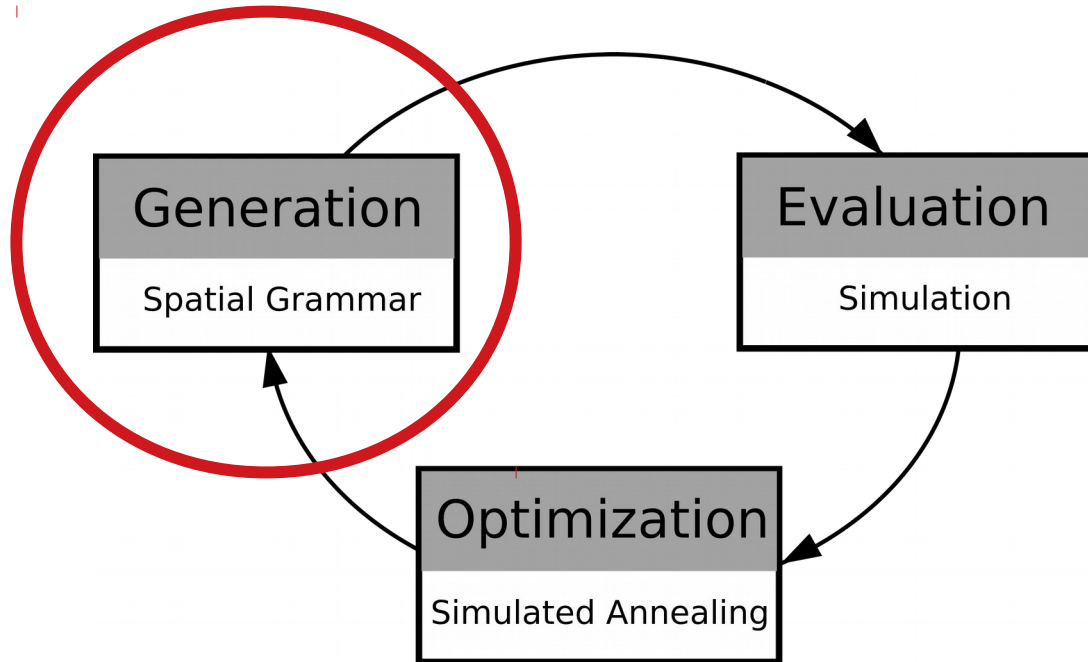 Generation
Spatial Grammar
Evaluation
Simulation
Optimization
Simulated Annealing